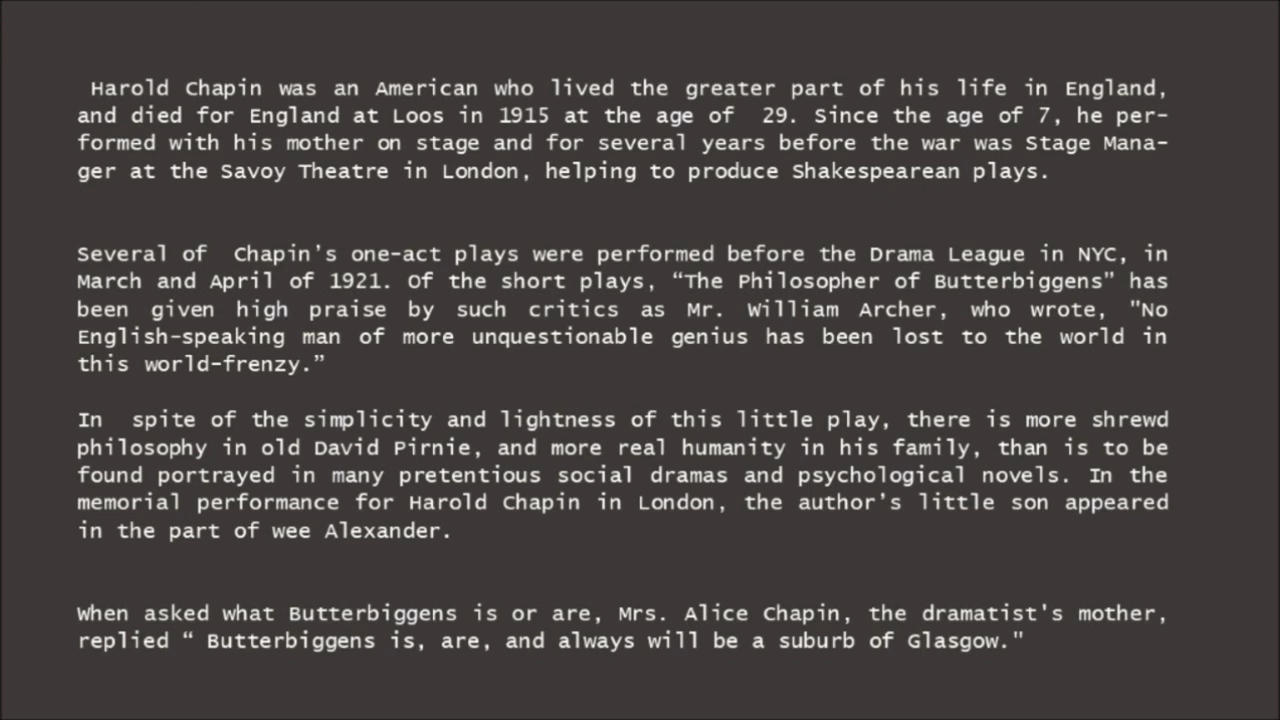 Harold Chapin was an American who lived the greater part of his life in England,
and died for England at Loos in 1915 at the age of  29. Since the age of 7, he per-
formed with his mother on stage and for several years before the war was Stage Mana-
ger at the Savoy Theatre in London, helping to produce Shakespearean plays.
Several of  Chapin's one-act plays were performed before the Drama League in NYC, in
March and April of 1921. Of the short plays, “The Philosopher of Butterbiggens” has
been given high praise by such critics as Mr. William Archer, who wrote, "No
English-speaking man of more unquestionable genius has been lost to the world in
this world-frenzy.”
In  spite of the simplicity and lightness of this little play, there is more shrewd
philosophy in old David Pirnie, and more real humanity in his family, than is to be
found portrayed in many pretentious social dramas and psychological novels. In the
memorial performance for Harold Chapin in London, the author’s little son appeared
in the part of wee Alexander.
When asked what Butterbiggens is or are, Mrs. Alice Chapin, the dramatist's mother,
replied “ Butterbiggens is, are, and always will be a suburb of Glasgow."